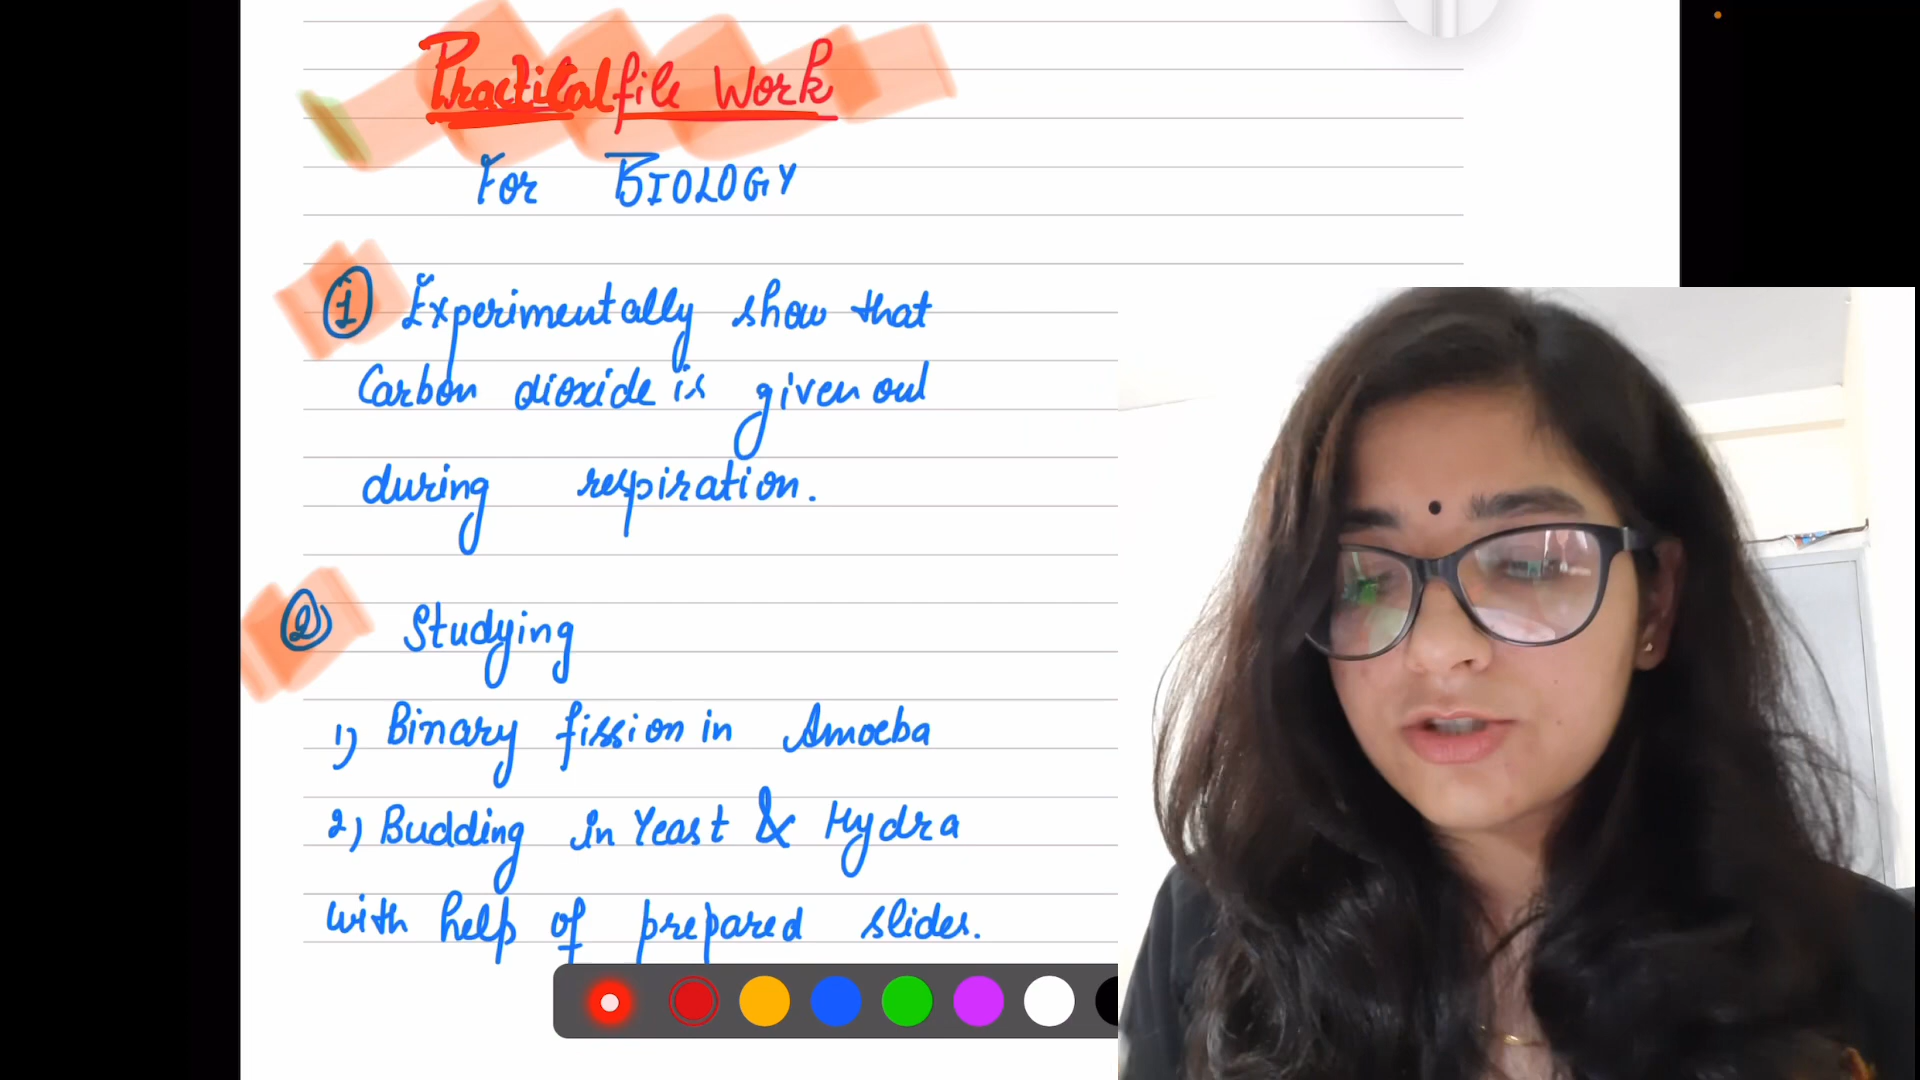 Practical file Work
For BIOLOGY
1 Experimentally show that
Carbon dioxide is given out
during respiration.
2 Studying
1) Binary fission in Amoeba
2) Budding in Yeast & Hydra
with help of prepared slides.